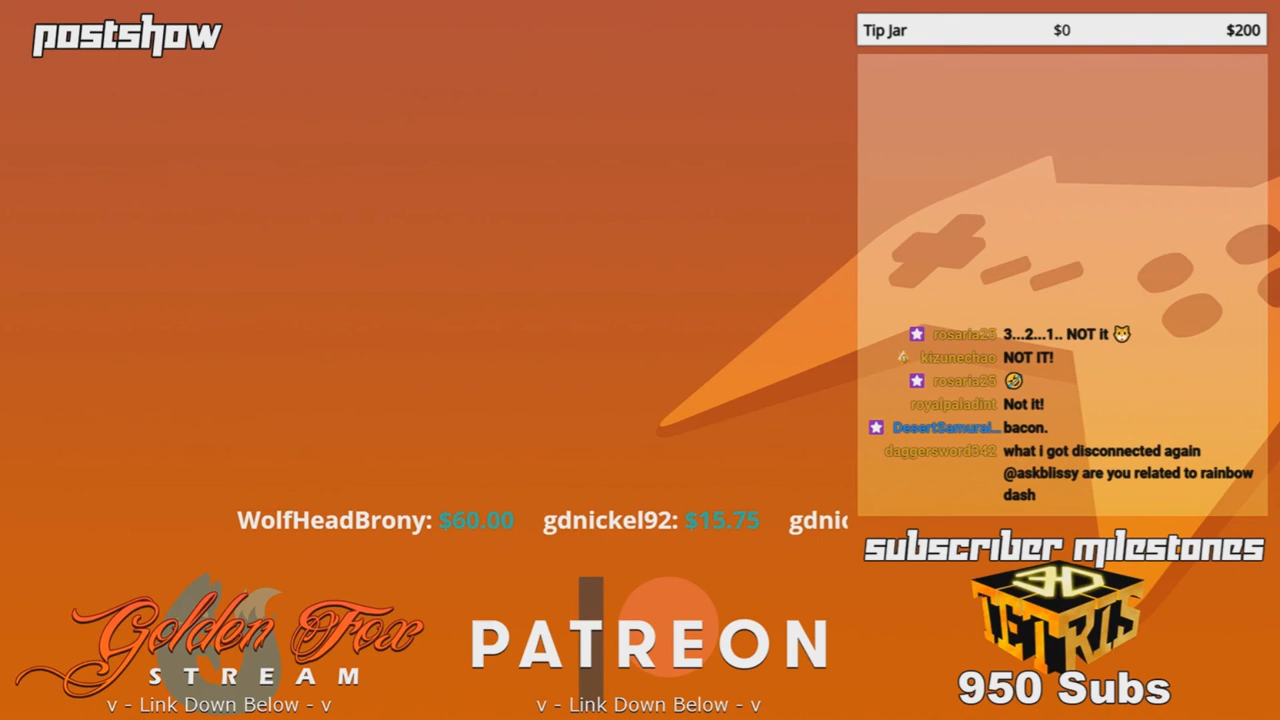 postshow
Tip Jar $0 $200
rosaria25 3...2...1.. NOT it
kizunechao NOT IT!
rosaria25
royalpaladint Not it!
DesertSamurai... bacon.
daggersword342 what i got disconnected again
@askblissy are you related to rainbow
dash
WolfHeadBrony: $60.00 gdnickel92: $15.75 gdnic
subscriber milestones
3D
TETRIS
950 Subs
Golden Fox
STREAM
v - Link Down Below - v
PATREON
v - Link Down Below - v